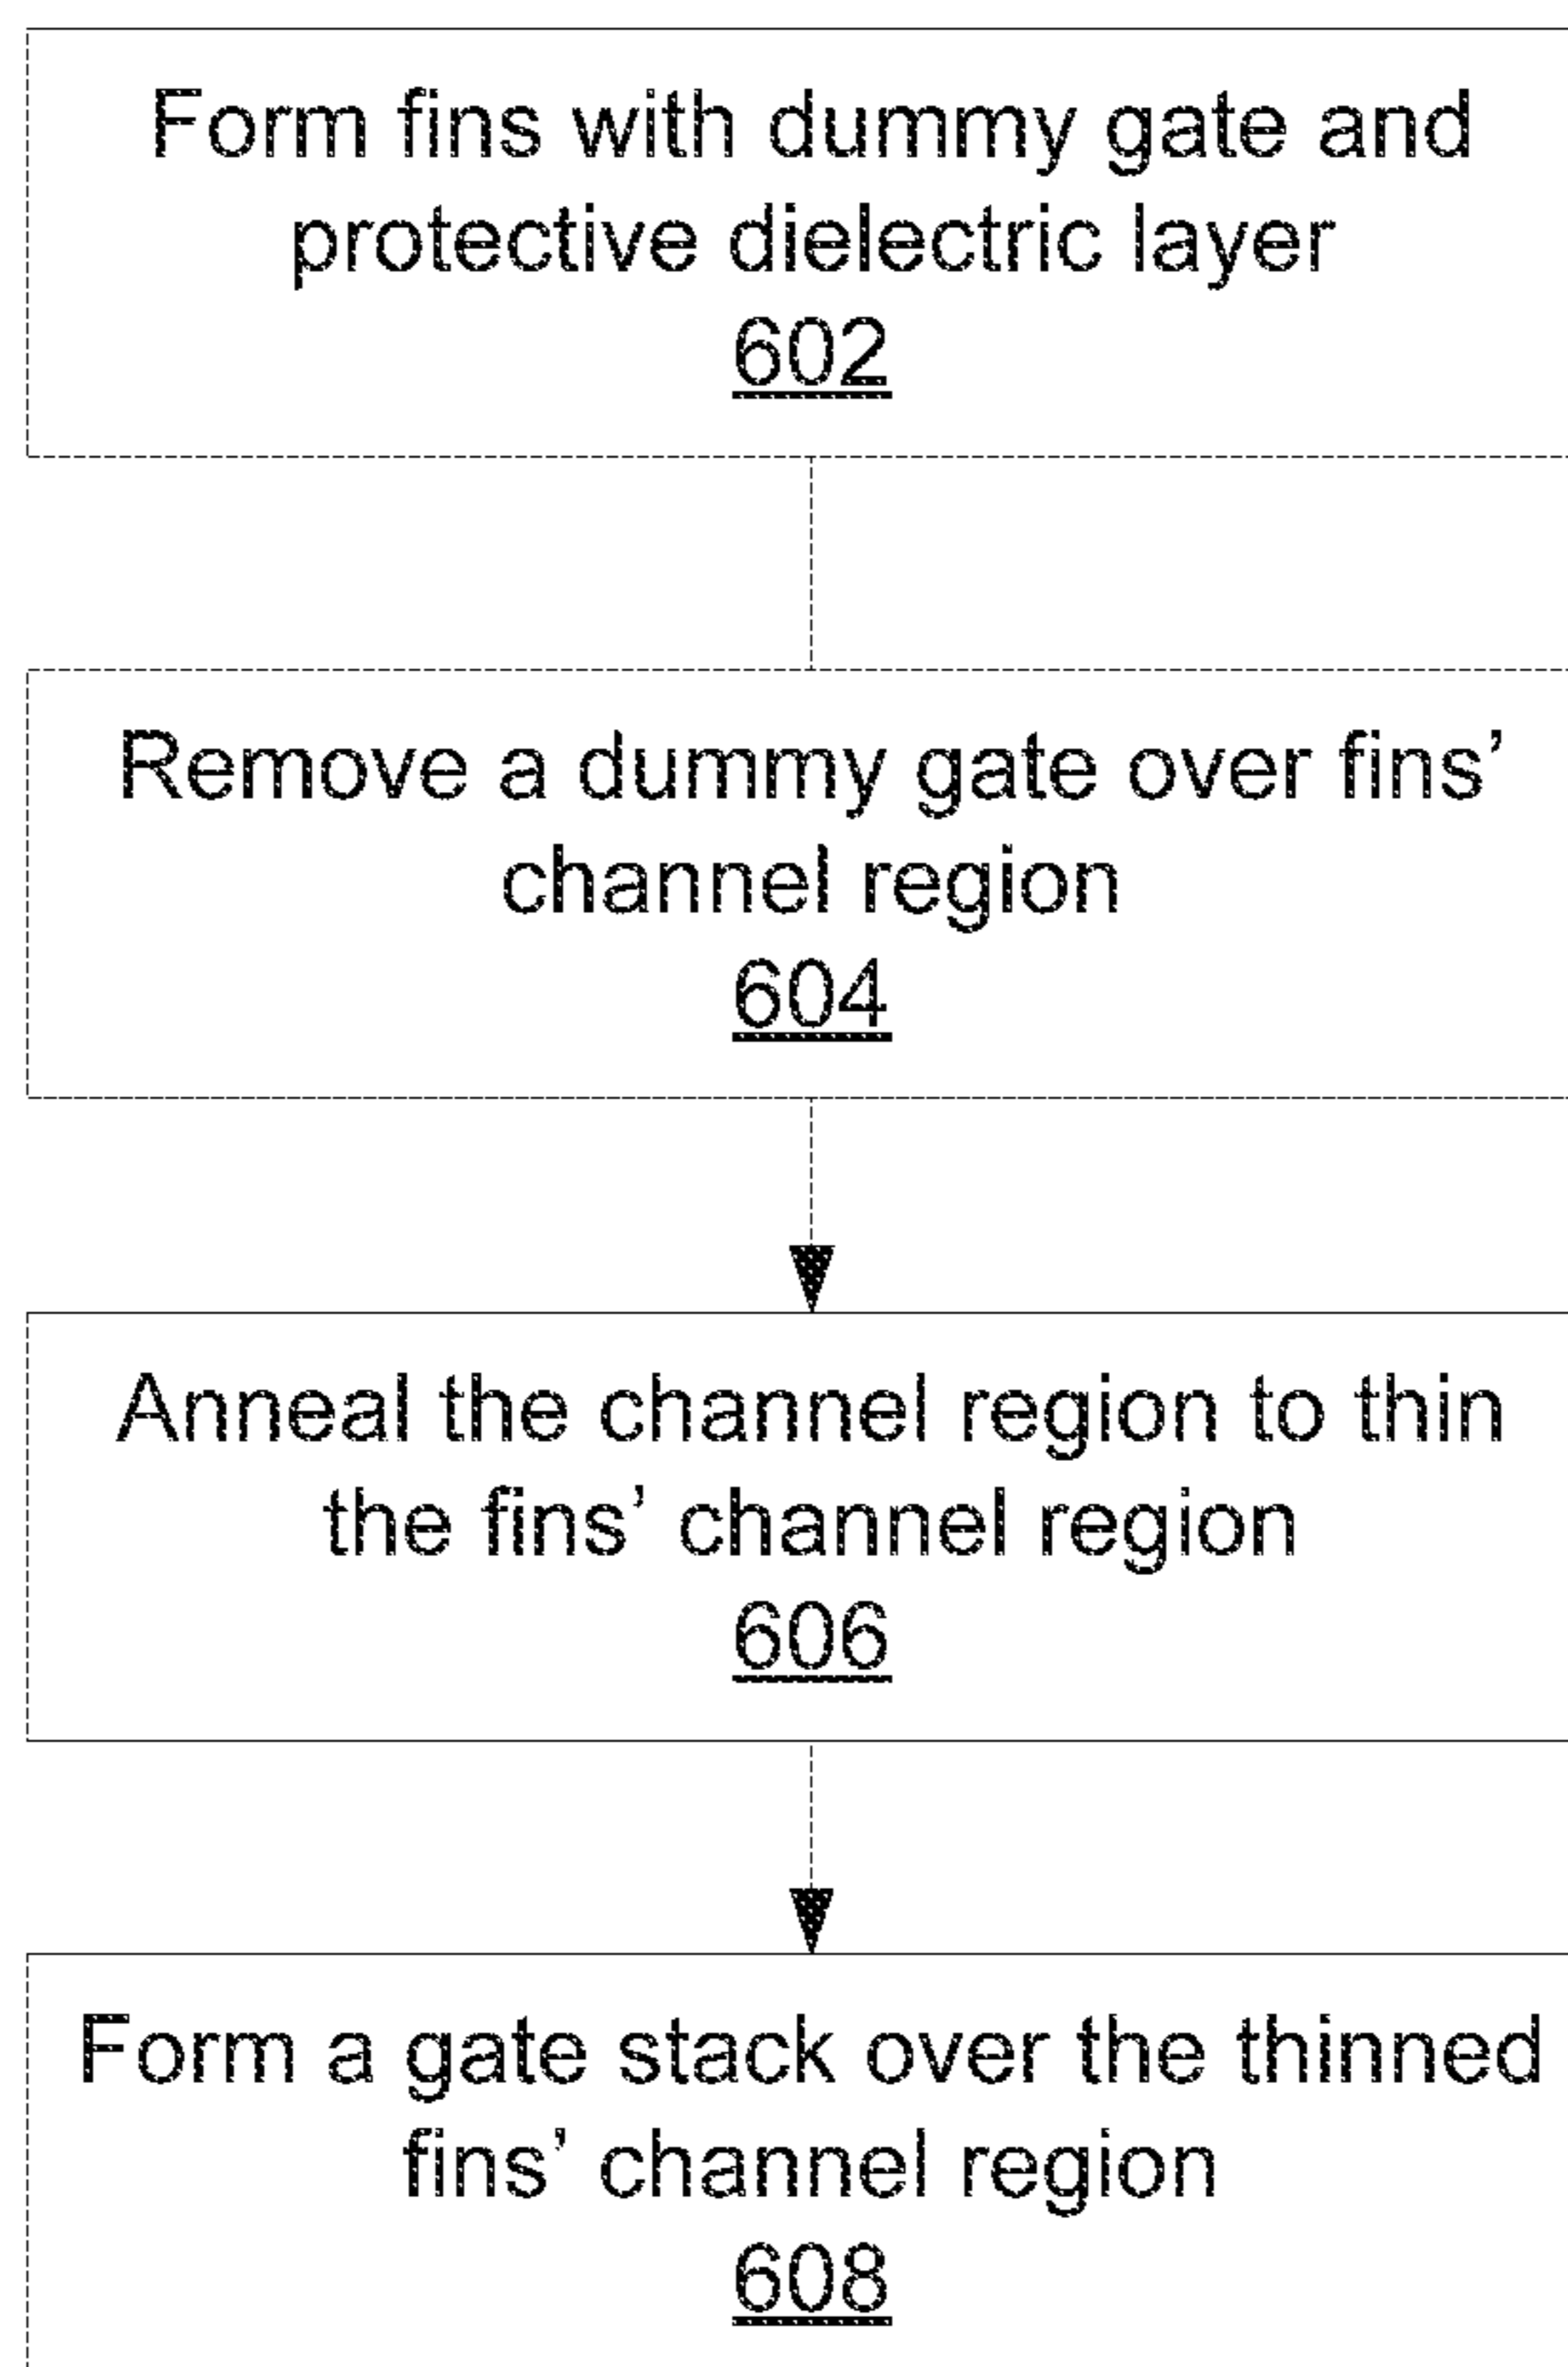 Form fins with dummy gate and
protective dielectric layer
602
Remove a dummy gate over fins’
channel region
604
Anneal the channel region to thin
the fins’ channel region
606
Form a gate stack over the thinned
fins’ channel region
608